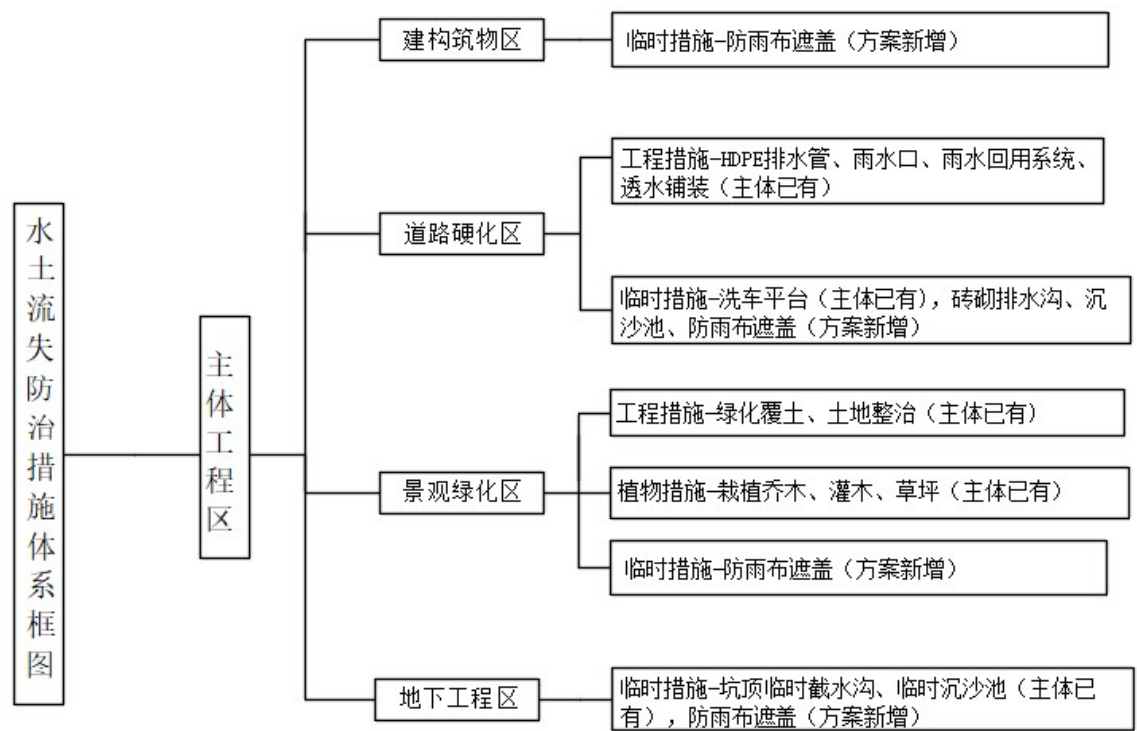 水土流失防治措施体系框图
主体工程区
建构筑物区
临时措施-防雨布遮盖（方案新增）
道路硬化区
工程措施-HDPE排水管、雨水口、雨水回用系统、
透水铺装（主体已有）
临时措施-洗车平台（主体已有），砖砌排水沟、沉
沙池、防雨布遮盖（方案新增）
景观绿化区
工程措施-绿化覆土、土地整治（主体已有）
植物措施-栽植乔木、灌木、草坪（主体已有）
临时措施-防雨布遮盖（方案新增）
地下工程区
临时措施-坑顶临时截水沟、临时沉沙池（主体已
有），防雨布遮盖（方案新增）